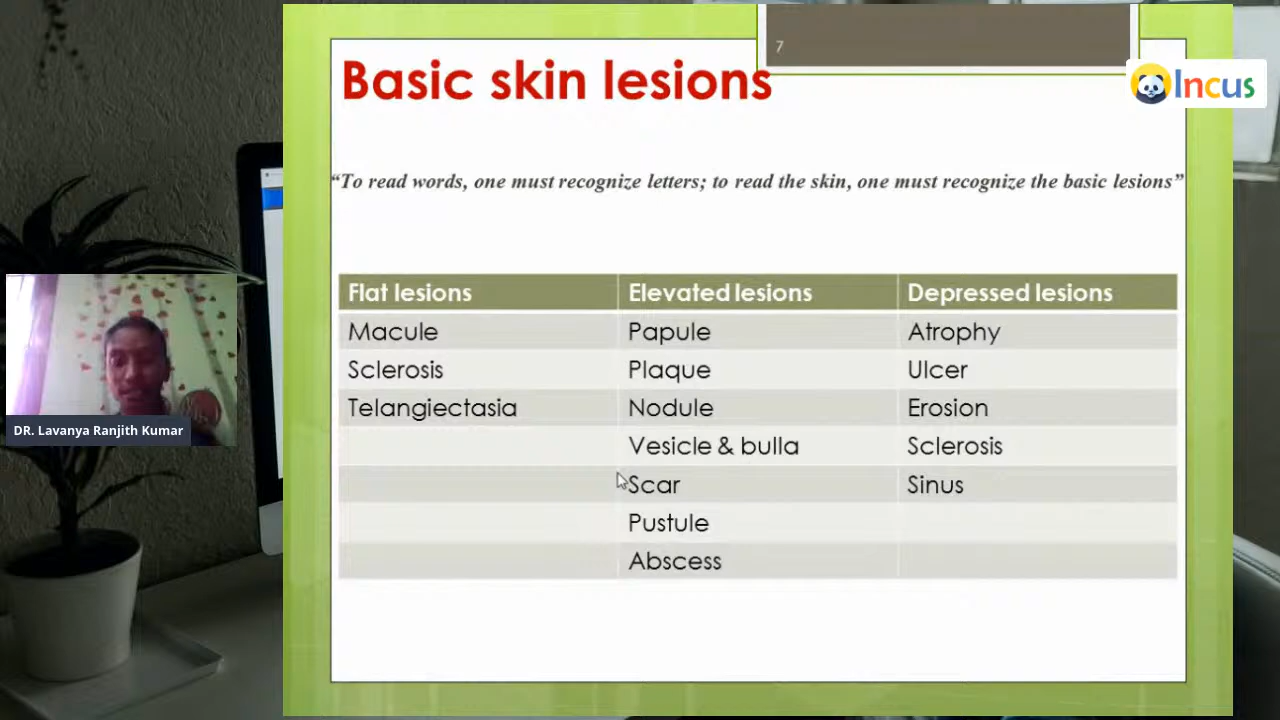 7
Basic skin lesions
Incus
“To read words, one must recognize letters; to read the skin, one must recognize the basic lesions”
Flat lesions Elevated lesions Depressed lesions
Macule Papule Atrophy
Sclerosis Plaque Ulcer
Telangiectasia Nodule Erosion
Vesicle & bulla Sclerosis
Scar Sinus
Pustule
Abscess
DR. Lavanya Ranjith Kumar